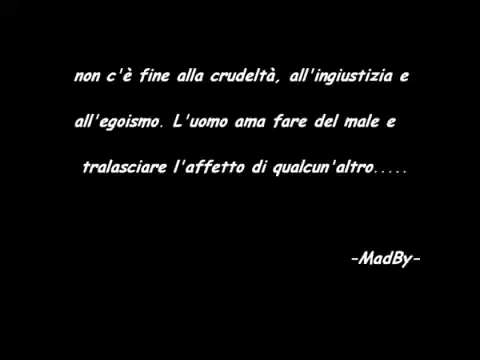 non c'è fine alla crudeltà, all'ingiustizia e
all'egoismo. L'uomo ama fare del male e
tralasciare l'affetto di qualcun'altro.....
-MadBy-